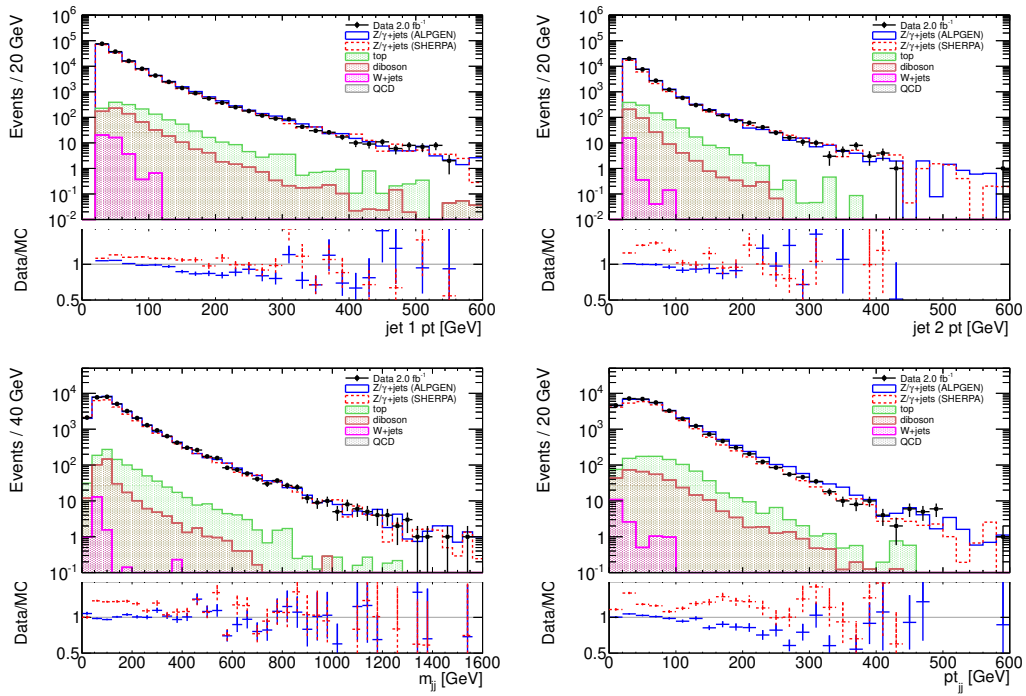 Events / 20 GeV
10⁶
10⁵
10⁴
10³
10²
10
1
10⁻¹
10⁻²
Data 2.0 fb⁻¹
Z/γ+jets (ALPGEN)
Z/γ+jets (SHERPA)
top
diboson
W+jets
QCD
Data/MC
1
0.5
0 100 200 300 400 500 600
jet 1 pt [GeV]
Events / 20 GeV
10⁶
10⁵
10⁴
10³
10²
10
1
10⁻¹
10⁻²
Data 2.0 fb⁻¹
Z/γ+jets (ALPGEN)
Z/γ+jets (SHERPA)
top
diboson
W+jets
QCD
Data/MC
1
0.5
0 100 200 300 400 500 600
jet 2 pt [GeV]
Events / 40 GeV
10⁴
10³
10²
10
1
10⁻¹
Data 2.0 fb⁻¹
Z/γ+jets (ALPGEN)
Z/γ+jets (SHERPA)
top
diboson
W+jets
QCD
Data/MC
1
0.5
0 200 400 600 800 1000 1200 1400 1600
m_jj [GeV]
Events / 20 GeV
10⁴
10³
10²
10
1
10⁻¹
Data 2.0 fb⁻¹
Z/γ+jets (ALPGEN)
Z/γ+jets (SHERPA)
top
diboson
W+jets
QCD
Data/MC
1
0.5
0 100 200 300 400 500 600
pt_jj [GeV]